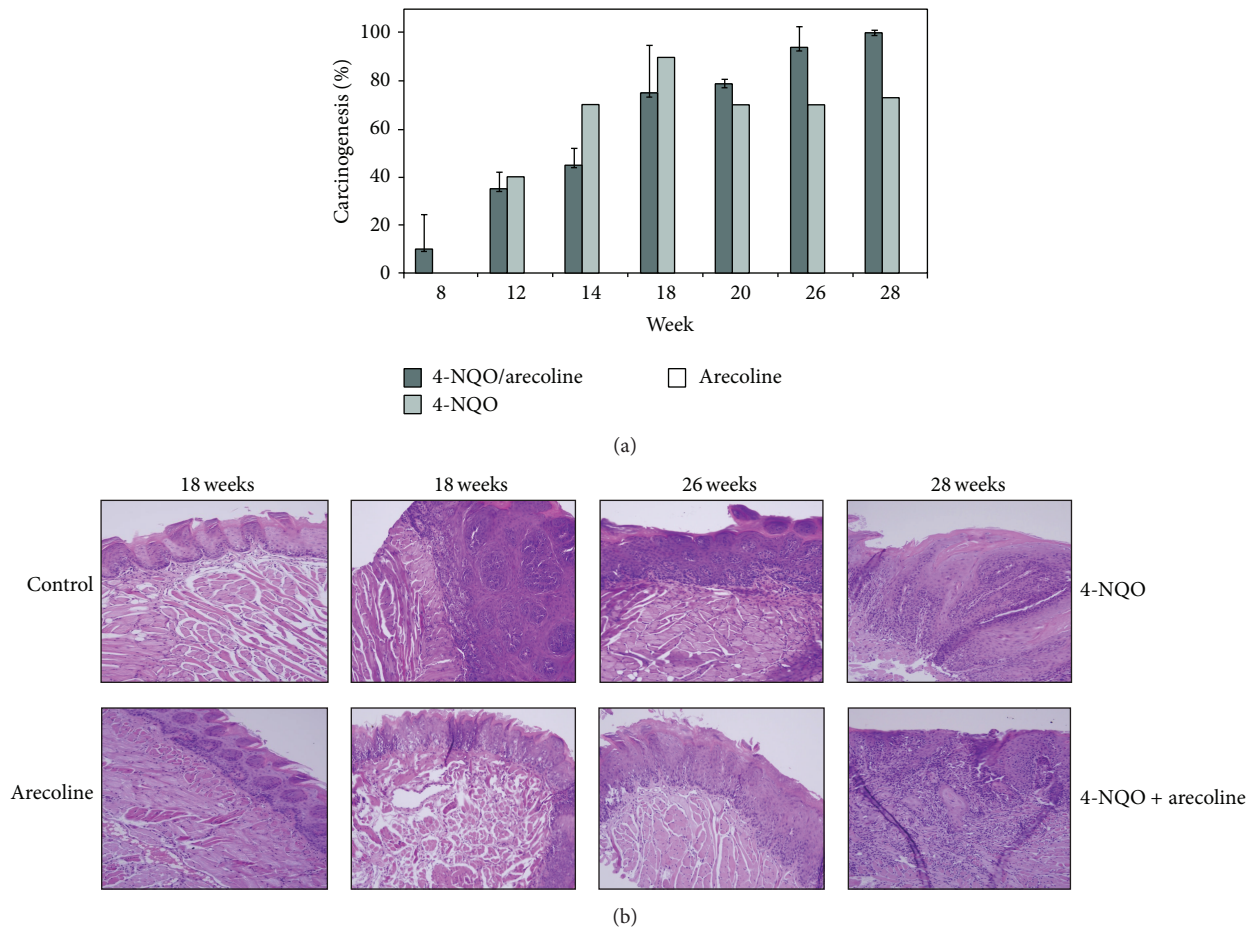 100
80
60
40
20
0
Carcinogenesis (%)
8 12 14 18 20 26 28
Week
4-NQO/arecoline
Arecoline
4-NQO
(a)
18 weeks 18 weeks 26 weeks 28 weeks
Control
4-NQO
Arecoline
4-NQO + arecoline
(b)